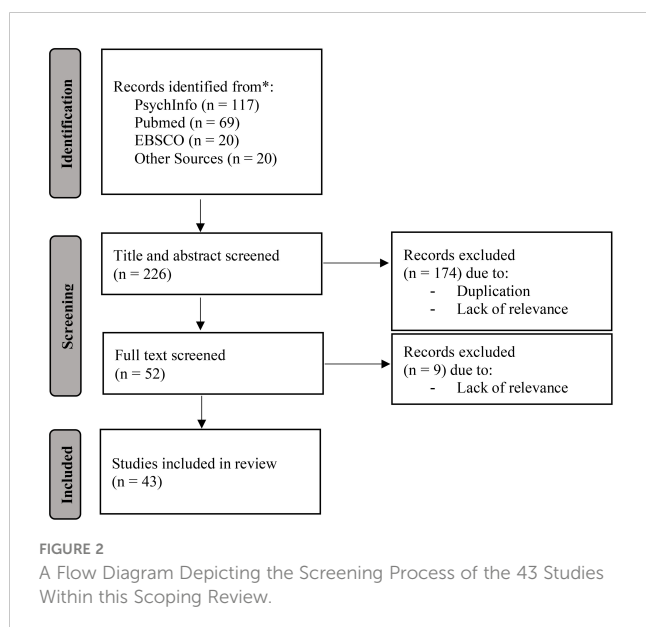 Identification
Records identified from*:
PsychInfo (n = 117)
Pubmed (n = 69)
EBSCO (n = 20)
Other Sources (n = 20)
Screening
Title and abstract screened
(n = 226)
Records excluded
(n = 174) due to:
- Duplication
- Lack of relevance
Full text screened
(n = 52)
Records excluded
(n = 9) due to:
- Lack of relevance
Included
Studies included in review
(n = 43)
FIGURE 2
A Flow Diagram Depicting the Screening Process of the 43 Studies
Within this Scoping Review.